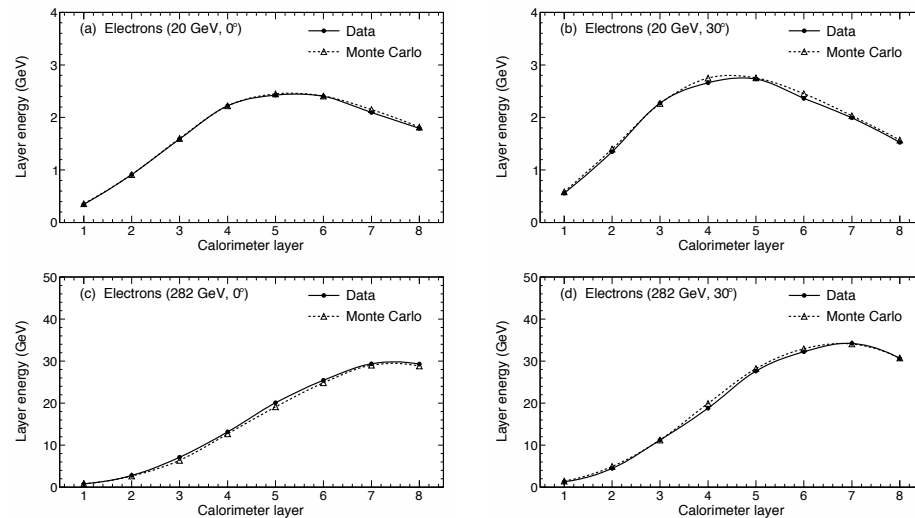 (a) Electrons (20 GeV, 0°)
Data
Monte Carlo
Layer energy (GeV)
4
3
2
1
0
1 2 3 4 5 6 7 8
Calorimeter layer
(b) Electrons (20 GeV, 30°)
Data
Monte Carlo
Layer energy (GeV)
4
3
2
1
0
1 2 3 4 5 6 7 8
Calorimeter layer
(c) Electrons (282 GeV, 0°)
Data
Monte Carlo
Layer energy (GeV)
50
40
30
20
10
0
1 2 3 4 5 6 7 8
Calorimeter layer
(d) Electrons (282 GeV, 30°)
Data
Monte Carlo
Layer energy (GeV)
50
40
30
20
10
0
1 2 3 4 5 6 7 8
Calorimeter layer